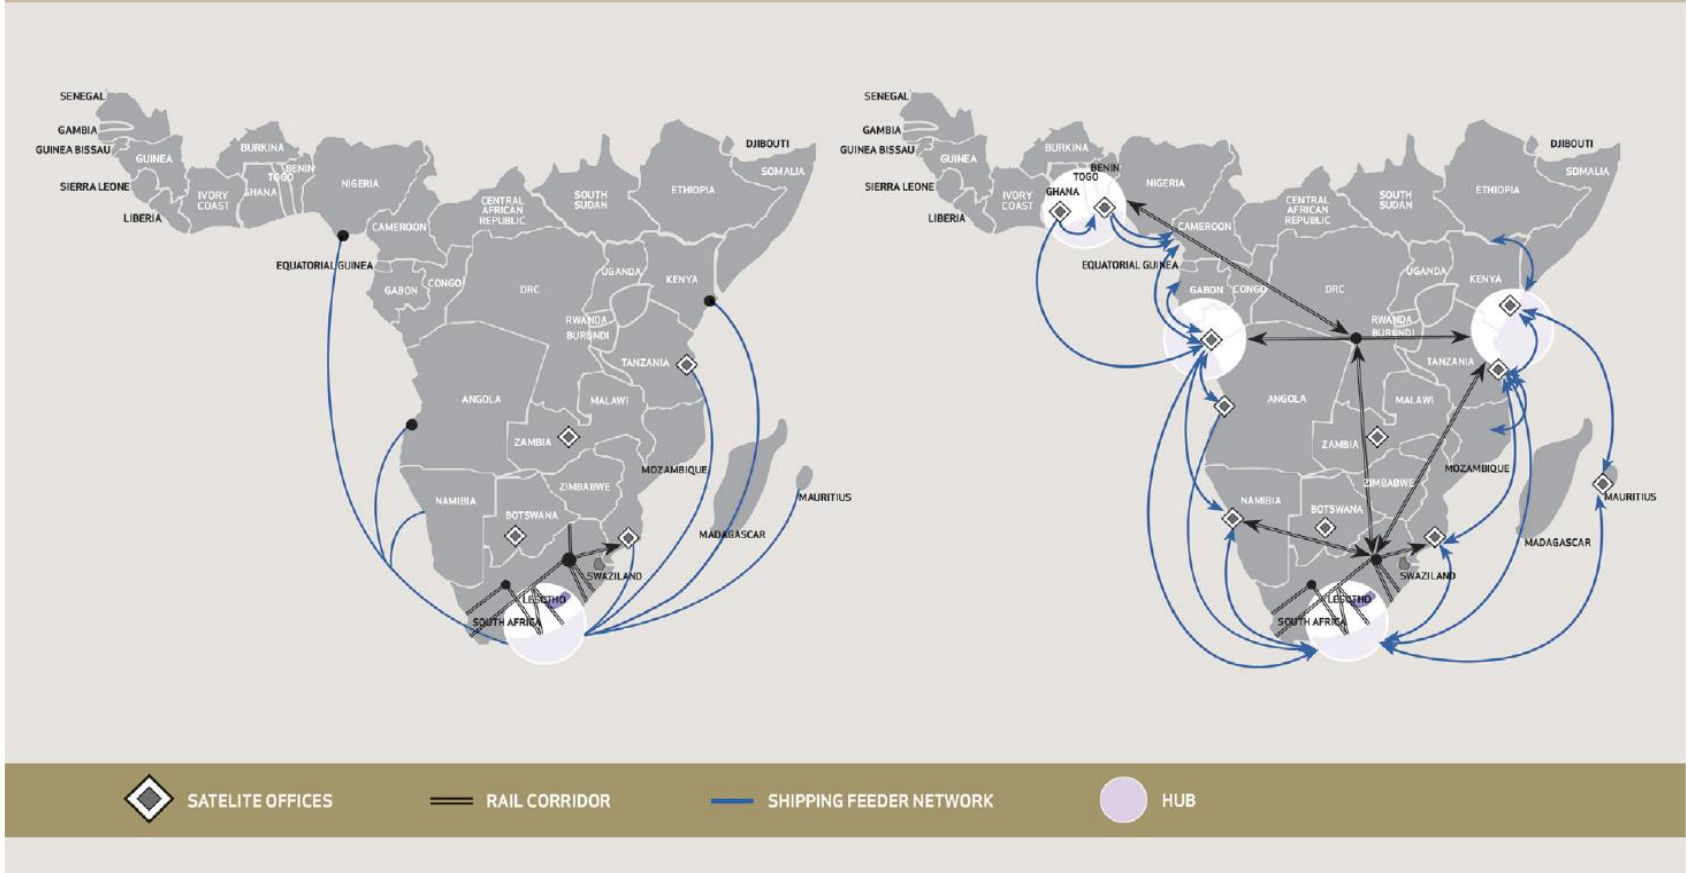 SENEGAL
GAMBIA
GUINEA BISSAU
GUINEA
SIERRA LEONE
LIBERIA
IVORY
COAST
BURKINA
GHANA
TOGO
BENIN
NIGERIA
CAMEROON
EQUATORIAL GUINEA
GABON
CONGO
CENTRAL
AFRICAN
REPUBLIC
SOUTH
SUDAN
ETHIOPIA
DJIBOUTI
SOMALIA
UGANDA
KENYA
DRC
RWANDA
BURUNDI
TANZANIA
ANGOLA
MALAWI
ZAMBIA
MOZAMBIQUE
ZIMBABWE
NAMIBIA
BOTSWANA
MAURITIUS
MADAGASCAR
SWAZILAND
LESOTHO
SOUTH AFRICA
SENEGAL
GAMBIA
GUINEA BISSAU
GUINEA
SIERRA LEONE
LIBERIA
IVORY
COAST
BURKINA
GHANA
TOGO
BENIN
NIGERIA
CAMEROON
EQUATORIAL GUINEA
GABON
CONGO
CENTRAL
AFRICAN
REPUBLIC
SOUTH
SUDAN
ETHIOPIA
DJIBOUTI
SOMALIA
UGANDA
KENYA
DRC
RWANDA
BURUNDI
TANZANIA
ANGOLA
MALAWI
ZAMBIA
MOZAMBIQUE
ZIMBABWE
NAMIBIA
BOTSWANA
MAURITIUS
MADAGASCAR
SWAZILAND
LESOTHO
SOUTH AFRICA
SATELITE OFFICES
RAIL CORRIDOR
SHIPPING FEEDER NETWORK
HUB